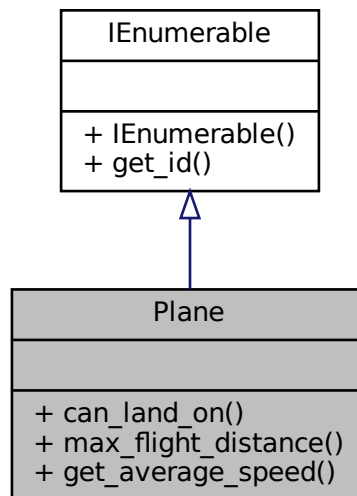 IEnumerable
+ IEnumerable()
+ get_id()
Plane
+ can_land_on()
+ max_flight_distance()
+ get_average_speed()